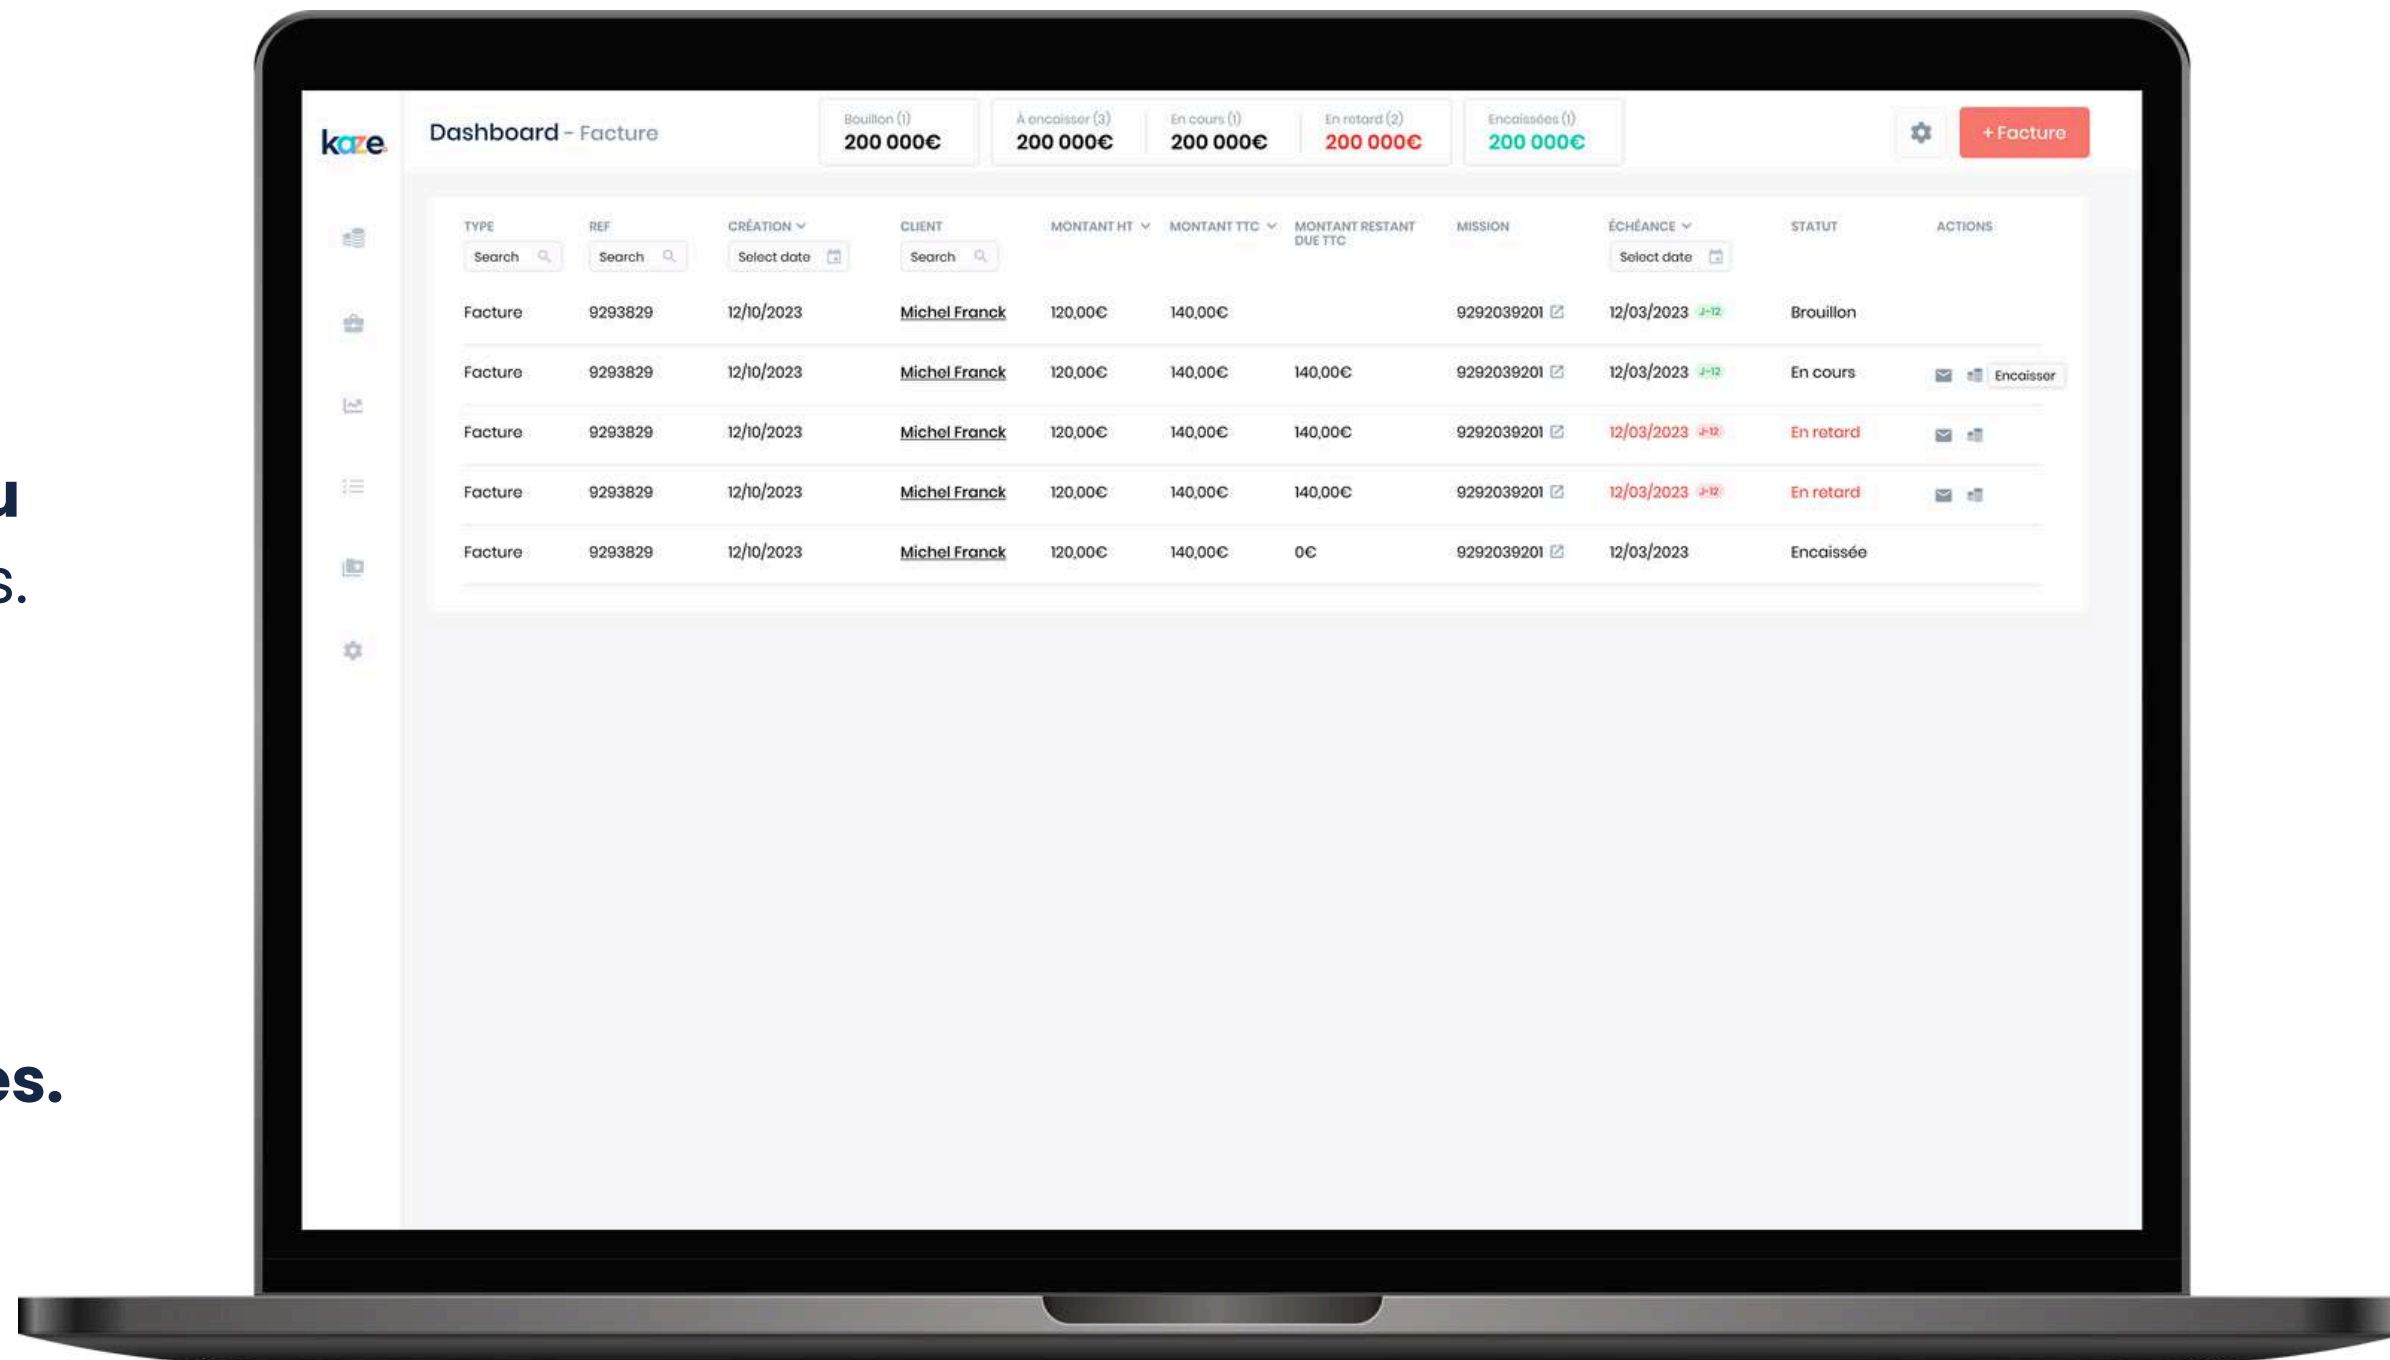 kaze
Dashboard - Facture
Bouillon (1)
200 000€
À encaisser (3)
200 000€
En cours (1)
200 000€
En retard (2)
200 000€
Encaissées (1)
200 000€
+ Facture
TYPE REF CRÉATION CLIENT MONTANT HT MONTANT TTC MONTANT RESTANT DUE TTC MISSION ÉCHÉANCE STATUT ACTIONS
Search Search Select date Search Select date
Facture 9293829 12/10/2023 Michel Franck 120,00€ 140,00€ 9292039201 12/03/2023 J-12 Brouillon
Facture 9293829 12/10/2023 Michel Franck 120,00€ 140,00€ 140,00€ 9292039201 12/03/2023 J-12 En cours Encaisser
Facture 9293829 12/10/2023 Michel Franck 120,00€ 140,00€ 140,00€ 9292039201 12/03/2023 En retard
Facture 9293829 12/10/2023 Michel Franck 120,00€ 140,00€ 140,00€ 9292039201 12/03/2023 En retard
Facture 9293829 12/10/2023 Michel Franck 120,00€ 140,00€ 0€ 9292039201 12/03/2023 Encaissée
u
s.
es.